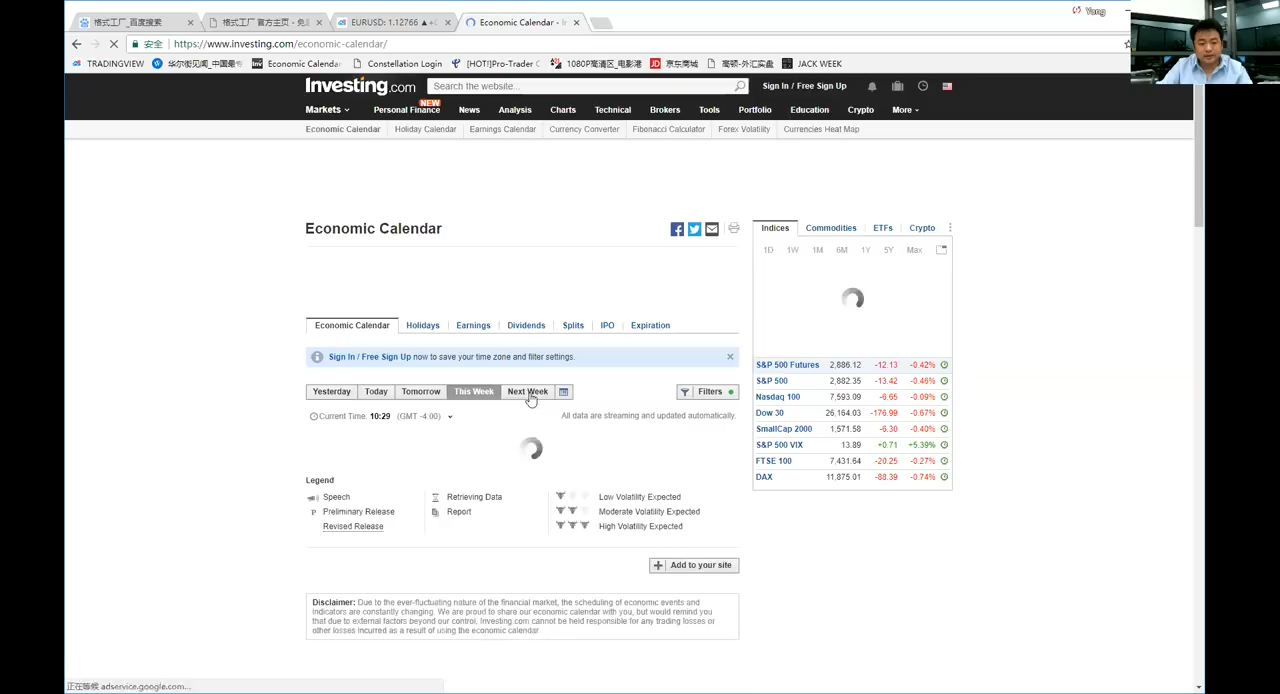 格式工厂_百度搜索
格式工厂 官方主页 - 免
EURUSD: 1.12766 ▲+
Economic Calendar - In
Yang
安全 https://www.investing.com/economic-calendar/
TRADINGVIEW
华尔街见闻_中国最专
Economic Calendar
Constellation Login
[HOT!]Pro-Trader
1080P高清区_电影港
京东商城
顿-外汇实盘
JACK WEEK
Investing.com
Search the website...
Sign In / Free Sign Up
NEW
Markets Personal Finance News Analysis Charts Technical Brokers Tools Portfolio Education Crypto More
Economic Calendar Holiday Calendar Earnings Calendar Currency Converter Fibonacci Calculator Forex Volatility Currencies Heat Map
Economic Calendar
Indices Commodities ETFs Crypto
1D 1W 1M 6M 1Y 5Y Max
Economic Calendar Holidays Earnings Dividends Splits IPO Expiration
Sign In / Free Sign Up now to save your time zone and filter settings.
Yesterday Today Tomorrow This Week Next Week Filters
Current Time: 10:29 (GMT -4:00)
All data are streaming and updated automatically.
S&P 500 Futures 2,886.12 -12.13 -0.42%
S&P 500 2,882.35 -13.42 -0.46%
Nasdaq 100 7,593.09 -6.65 -0.09%
Dow 30 26,164.03 -176.99 -0.67%
SmallCap 2000 1,571.58 -6.30 -0.40%
S&P 500 VIX 13.89 +0.71 +5.39%
FTSE 100 7,431.64 -20.25 -0.27%
DAX 11,875.01 -88.39 -0.74%
Legend
Speech Retrieving Data Low Volatility Expected
P Preliminary Release Report Moderate Volatility Expected
Revised Release High Volatility Expected
Add to your site
Disclaimer: Due to the ever-fluctuating nature of the financial market, the scheduling of economic events and
indicators are constantly changing. We are proud to share our economic calendar with you, but would remind you
that due to external factors beyond our control, Investing.com cannot be held responsible for any trading losses or
other losses incurred as a result of using the economic calendar
正在等候 adservice.google.com...